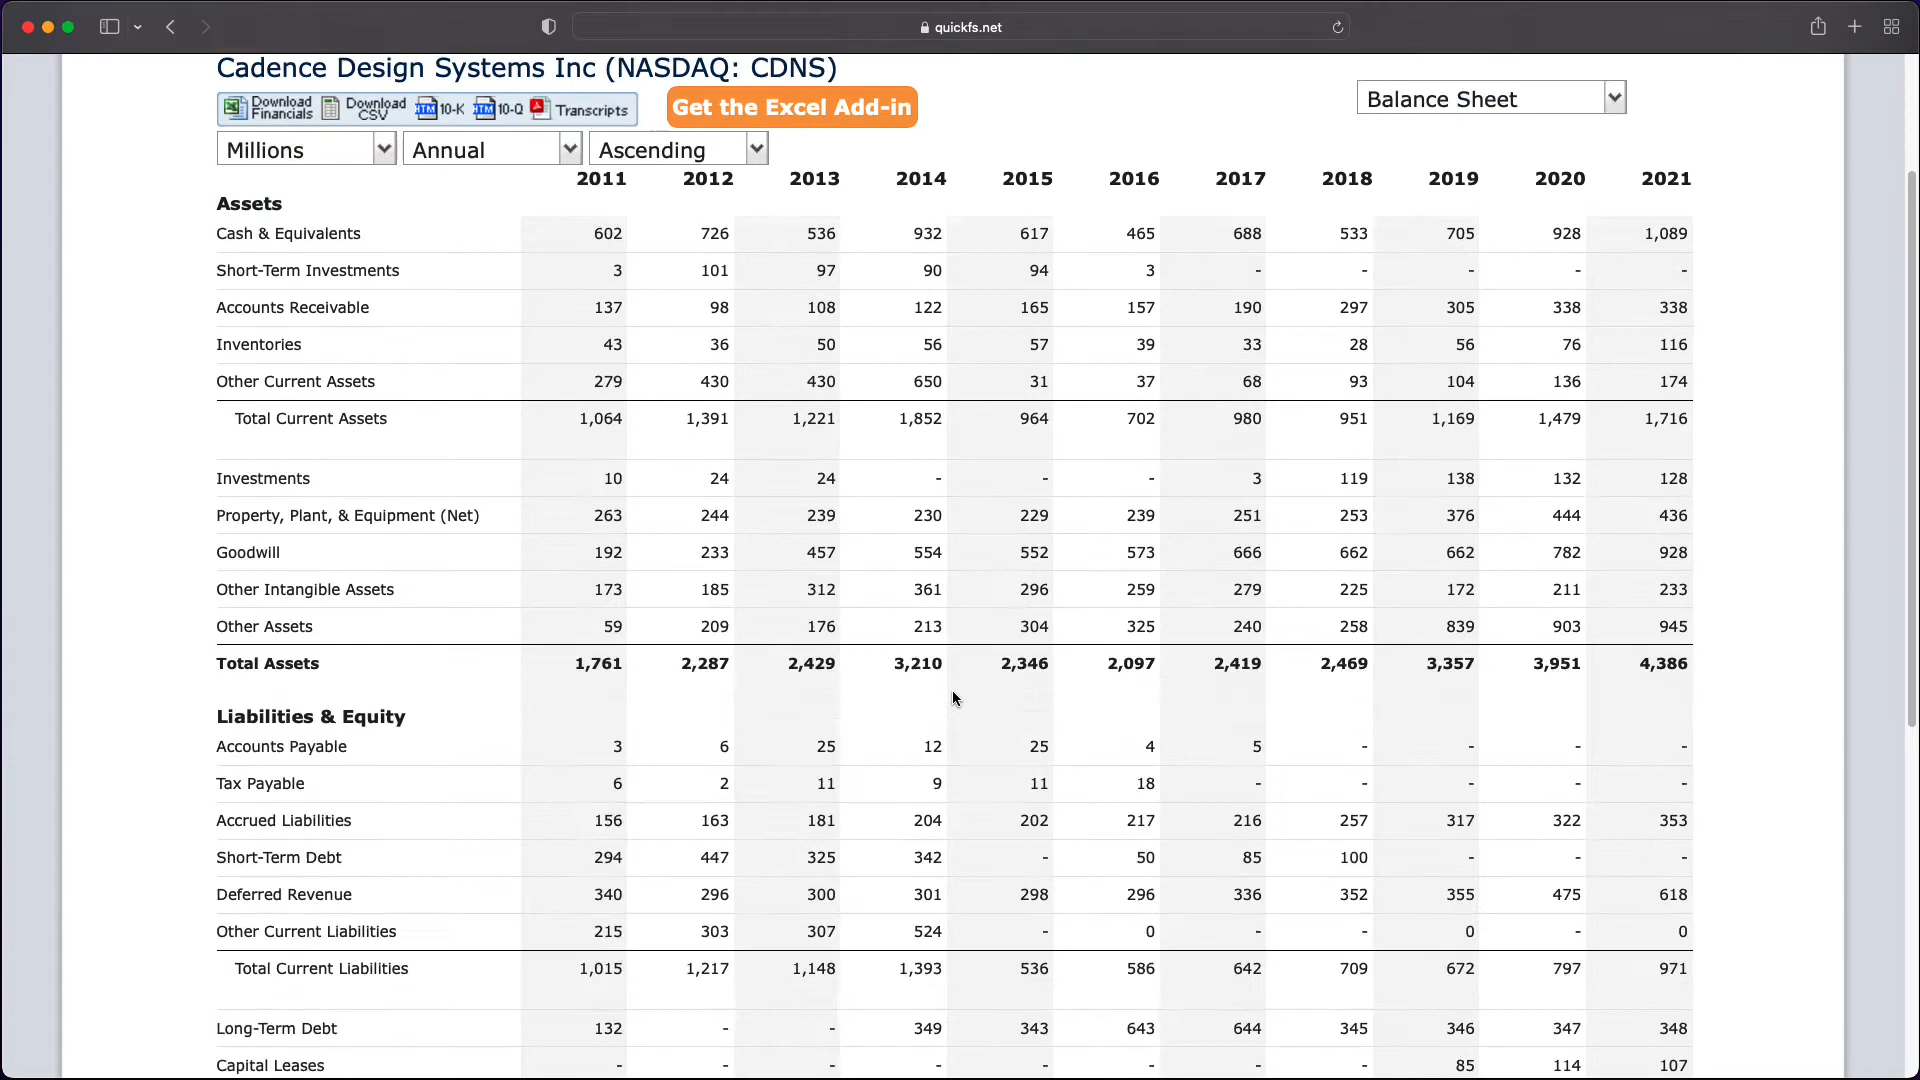 quickfs.net
Cadence Design Systems Inc (NASDAQ: CDNS)
Download Financials Download CSV HTM 10-K HTM 10-Q Transcripts Get the Excel Add-in Balance Sheet
Millions Annual Ascending
2011 2012 2013 2014 2015 2016 2017 2018 2019 2020 2021
Assets
Cash & Equivalents 602 726 536 932 617 465 688 533 705 928 1,089
Short-Term Investments 3 101 97 90 94 3 - - - - -
Accounts Receivable 137 98 108 122 165 157 190 297 305 338 338
Inventories 43 36 50 56 57 39 33 28 56 76 116
Other Current Assets 279 430 430 650 31 37 68 93 104 136 174
Total Current Assets 1,064 1,391 1,221 1,852 964 702 980 951 1,169 1,479 1,716
Investments 10 24 24 - - - 3 119 138 132 128
Property, Plant, & Equipment (Net) 263 244 239 230 229 239 251 253 376 444 436
Goodwill 192 233 457 554 552 573 666 662 662 782 928
Other Intangible Assets 173 185 312 361 296 259 279 225 172 211 233
Other Assets 59 209 176 213 304 325 240 258 839 903 945
Total Assets 1,761 2,287 2,429 3,210 2,346 2,097 2,419 2,469 3,357 3,951 4,386
Liabilities & Equity
Accounts Payable 3 6 25 12 25 4 5 - - - -
Tax Payable 6 2 11 9 11 18 - - - - -
Accrued Liabilities 156 163 181 204 202 217 216 257 317 322 353
Short-Term Debt 294 447 325 342 - 50 85 100 - - -
Deferred Revenue 340 296 300 301 298 296 336 352 355 475 618
Other Current Liabilities 215 303 307 524 - 0 - - 0 - 0
Total Current Liabilities 1,015 1,217 1,148 1,393 536 586 642 709 672 797 971
Long-Term Debt 132 - - 349 343 643 644 345 346 347 348
Capital Leases - - - - - - - - 85 114 107